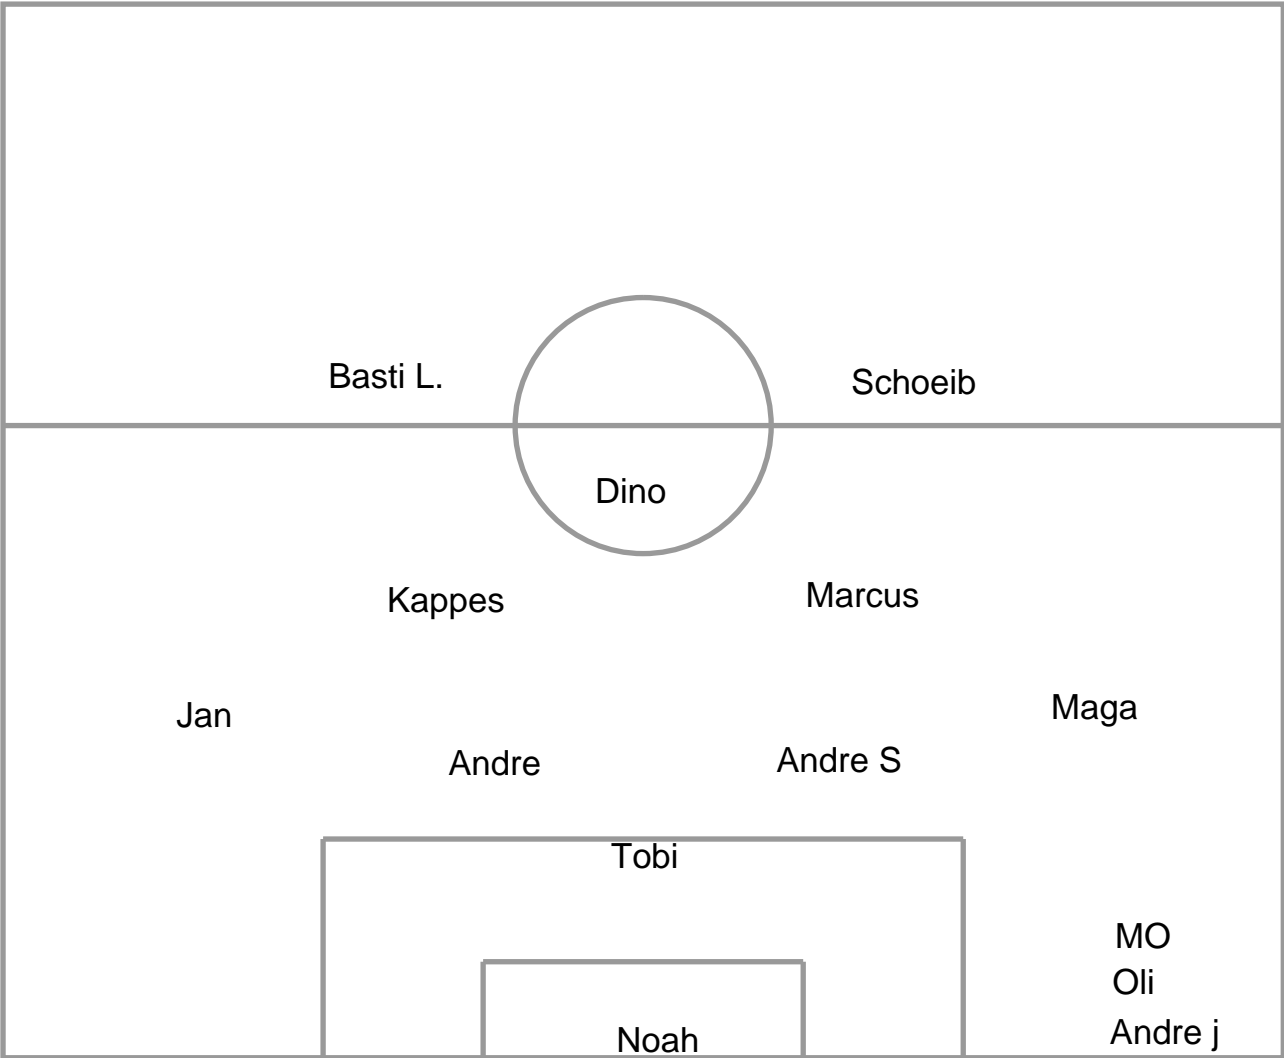 Basti L.
Schoeib
Dino
Kappes
Marcus
Jan
Maga
Andre
Andre S
Tobi
MO
Oli
Andre j
Noah